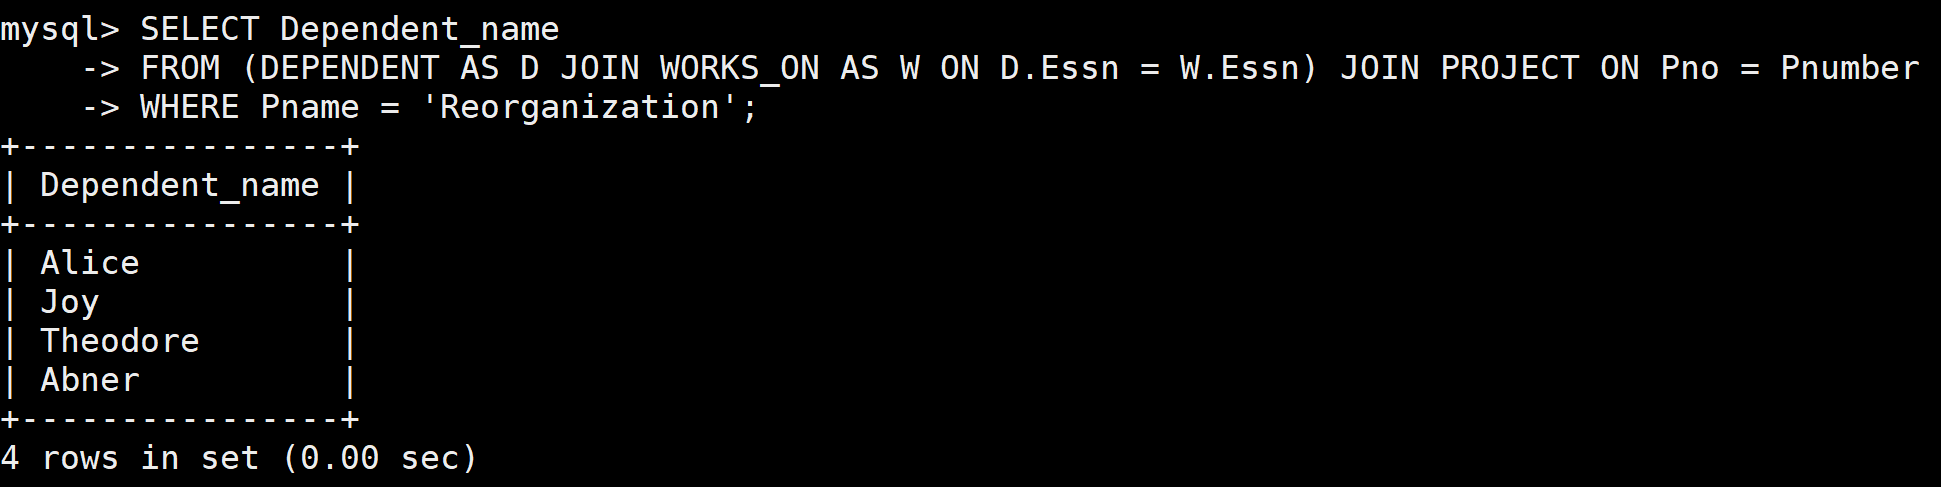 mysql> SELECT Dependent_name
    -> FROM (DEPENDENT AS D JOIN WORKS_ON AS W ON D.Essn = W.Essn) JOIN PROJECT ON Pno = Pnumber
    -> WHERE Pname = 'Reorganization';
+----------------+
| Dependent_name |
+----------------+
| Alice          |
| Joy            |
| Theodore       |
| Abner          |
+----------------+
4 rows in set (0.00 sec)